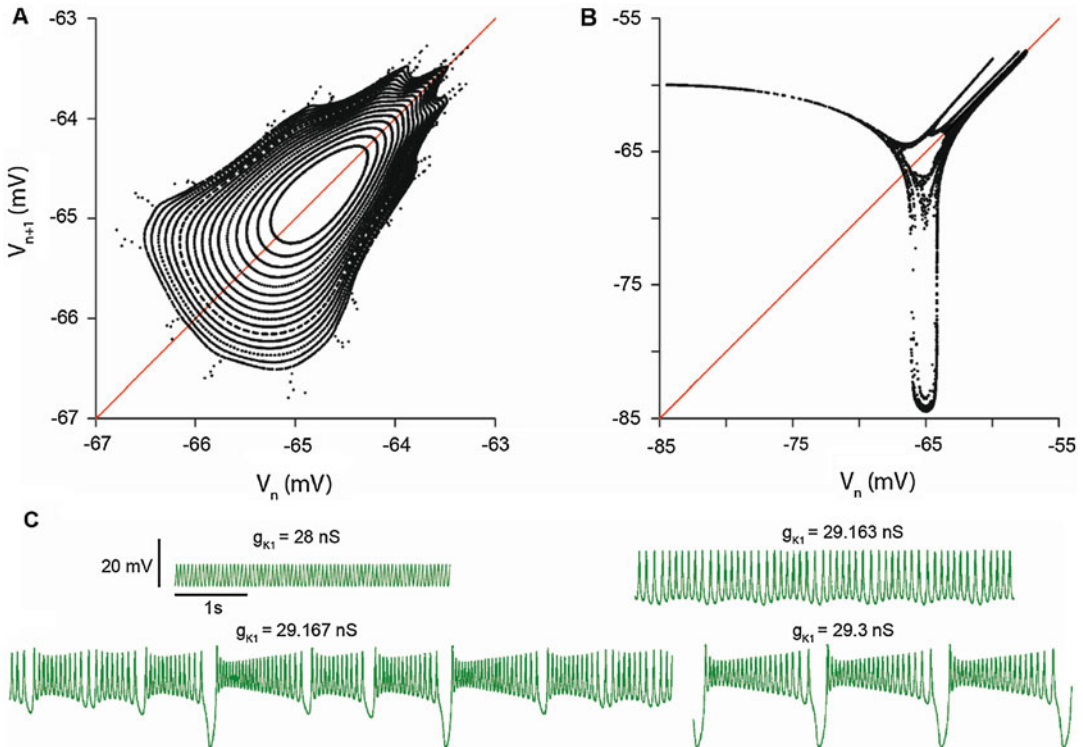 A
-63
-64
V_{n+1} (mV)
-65
-66
-67
-67
-66
-65
-64
-63
V_n (mV)
B
-55
-65
-75
-85
-85
-75
-65
-55
V_n (mV)
C
g_{K1} = 28 nS
20 mV
1s
g_{K1} = 29.163 nS
g_{K1} = 29.167 nS
g_{K1} = 29.3 nS